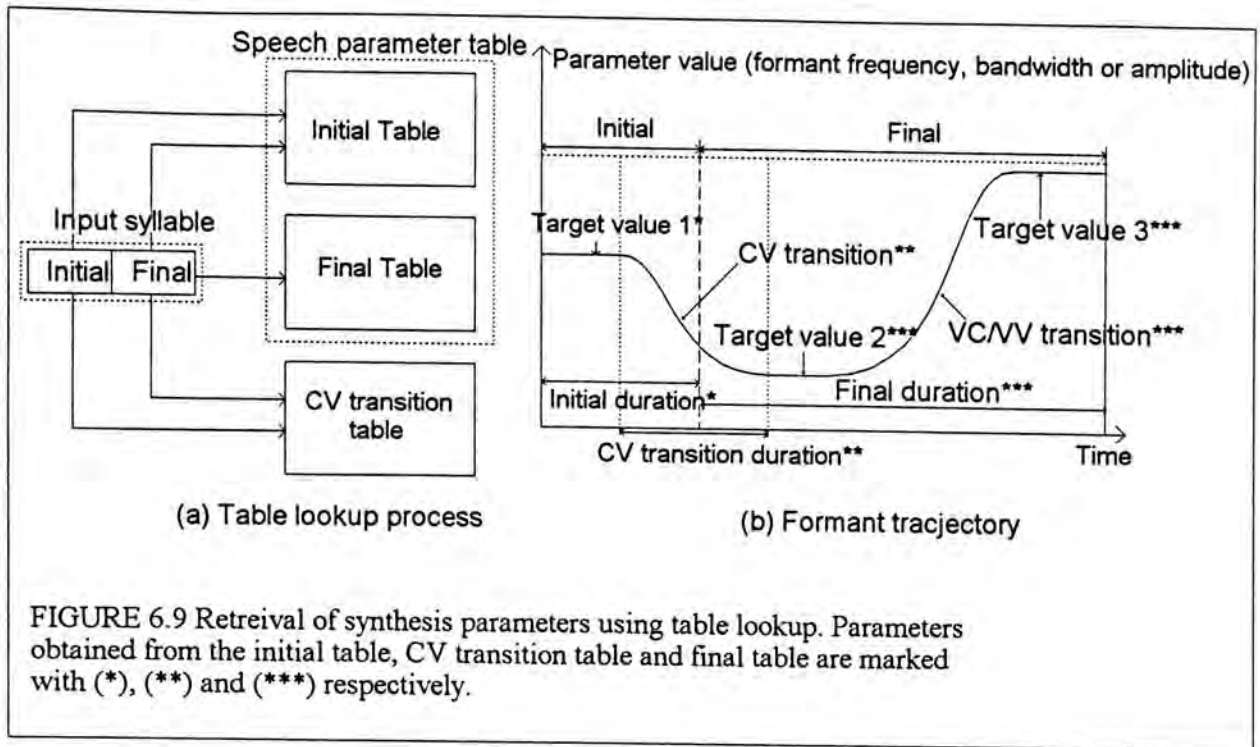 Speech parameter table
Initial Table
Input syllable
Initial Final
Final Table
CV transition
table
(a) Table lookup process
Parameter value (formant frequency, bandwidth or amplitude)
Initial
Final
Target value 1*
CV transition**
Target value 3***
Target value 2***
VC/VV transition***
Initial duration*
Final duration***
CV transition duration**
Time
(b) Formant tracjectory
FIGURE 6.9 Retreival of synthesis parameters using table lookup. Parameters
obtained from the initial table, CV transition table and final table are marked
with (*), (**) and (***) respectively.